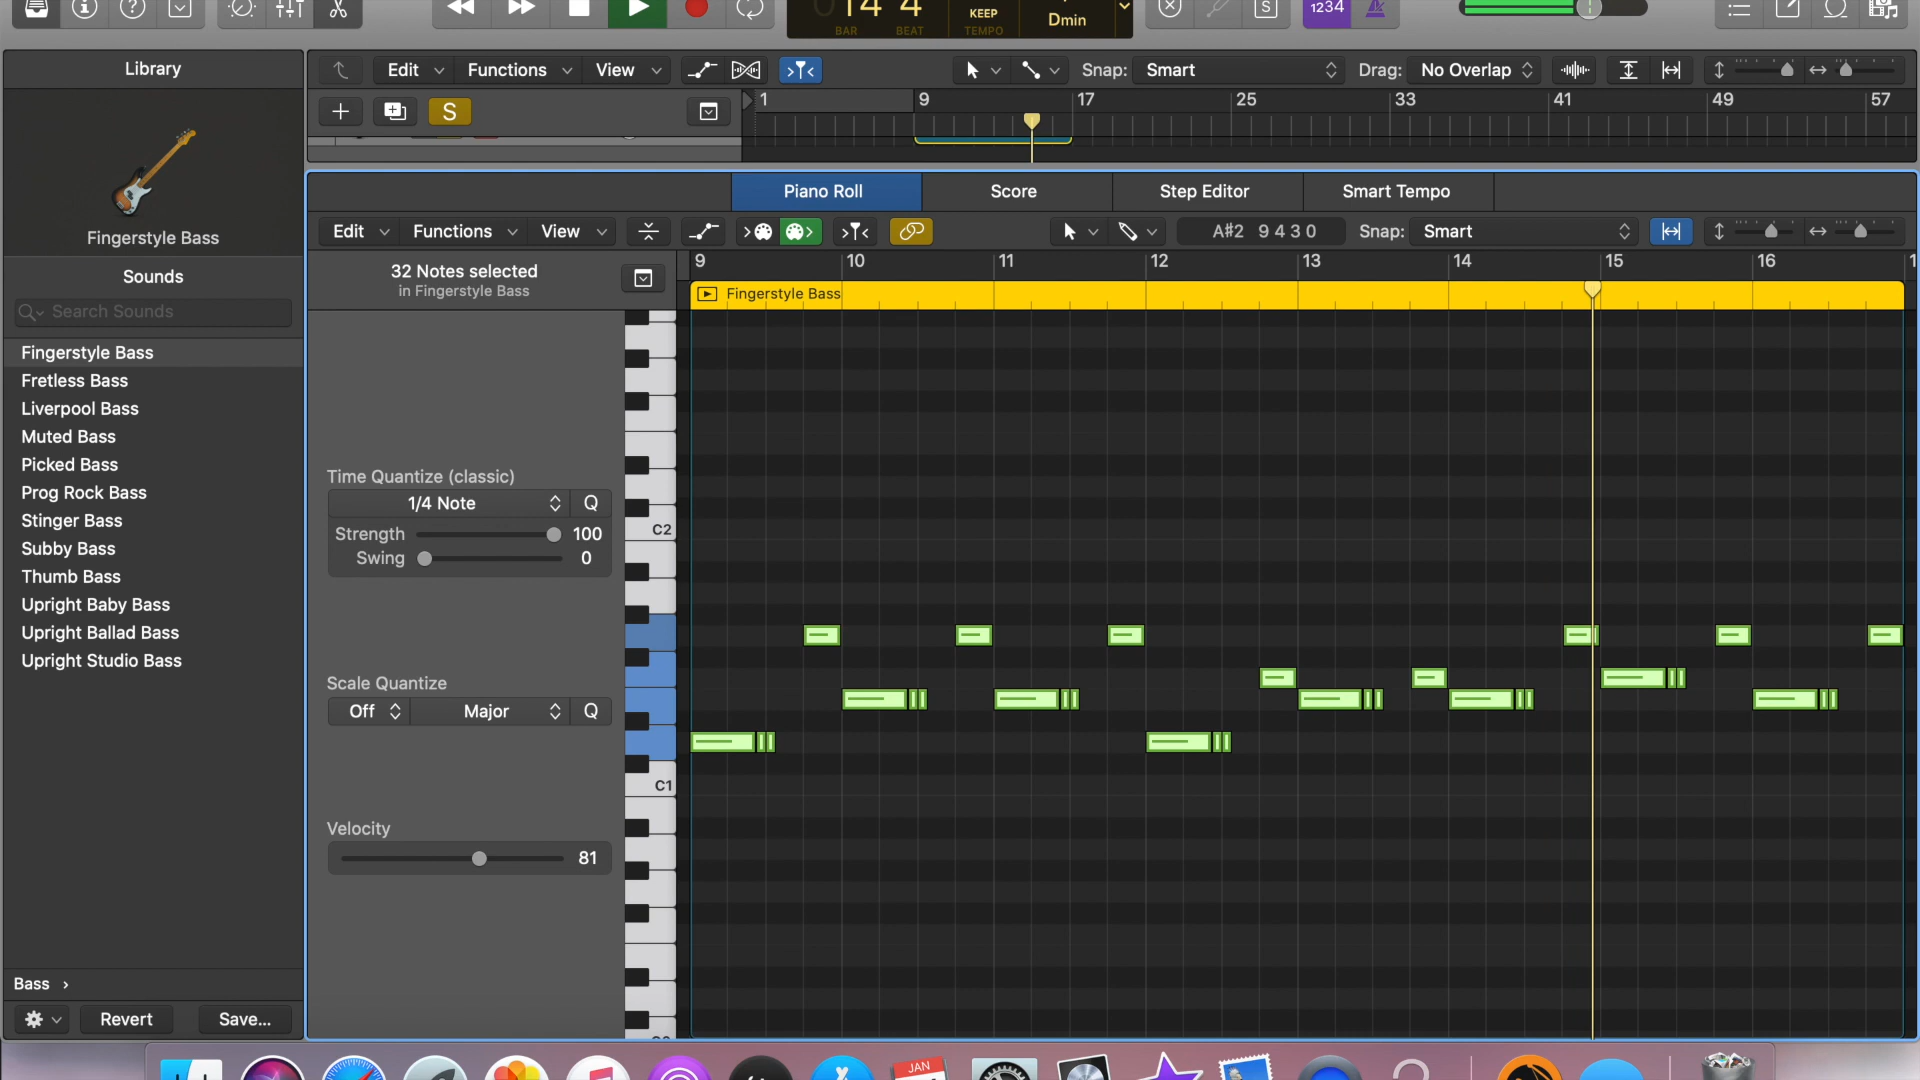 14 4
KEEP
Dmin
BAR BEAT TEMPO
S
1234
Library
Edit Functions View
Snap: Smart
Drag: No Overlap
S
1 9 17 25 33 41 49 57
Fingerstyle Bass
Sounds
Search Sounds
Fingerstyle Bass
Fretless Bass
Liverpool Bass
Muted Bass
Picked Bass
Prog Rock Bass
Stinger Bass
Subby Bass
Thumb Bass
Upright Baby Bass
Upright Ballad Bass
Upright Studio Bass
Bass ›
Revert Save...
Piano Roll Score Step Editor Smart Tempo
Edit Functions View
A#2 9 4 3 0
Snap: Smart
32 Notes selected
in Fingerstyle Bass
9 10 11 12 13 14 15 16 1
Fingerstyle Bass
Time Quantize (classic)
1/4 Note Q
Strength 100
Swing 0
Scale Quantize
Off Major Q
Velocity
81
C2
C1
JAN